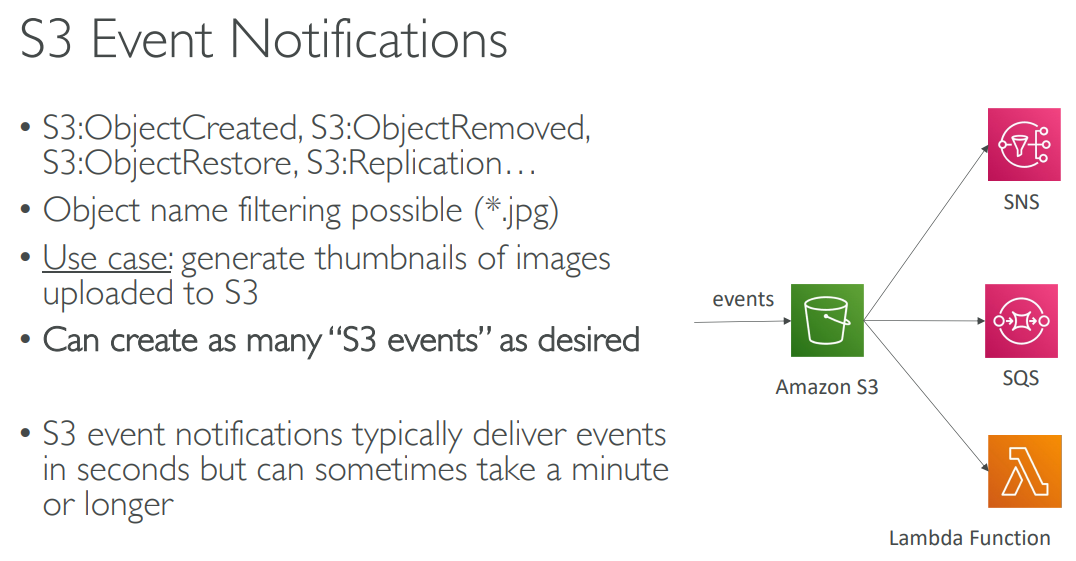 S3 Event Notifications
• S3:ObjectCreated, S3:ObjectRemoved,
S3:ObjectRestore, S3:Replication…
• Object name filtering possible (*.jpg)
• Use case: generate thumbnails of images
uploaded to S3
• Can create as many “S3 events” as desired
• S3 event notifications typically deliver events
in seconds but can sometimes take a minute
or longer
events
Amazon S3
SNS
SQS
Lambda Function